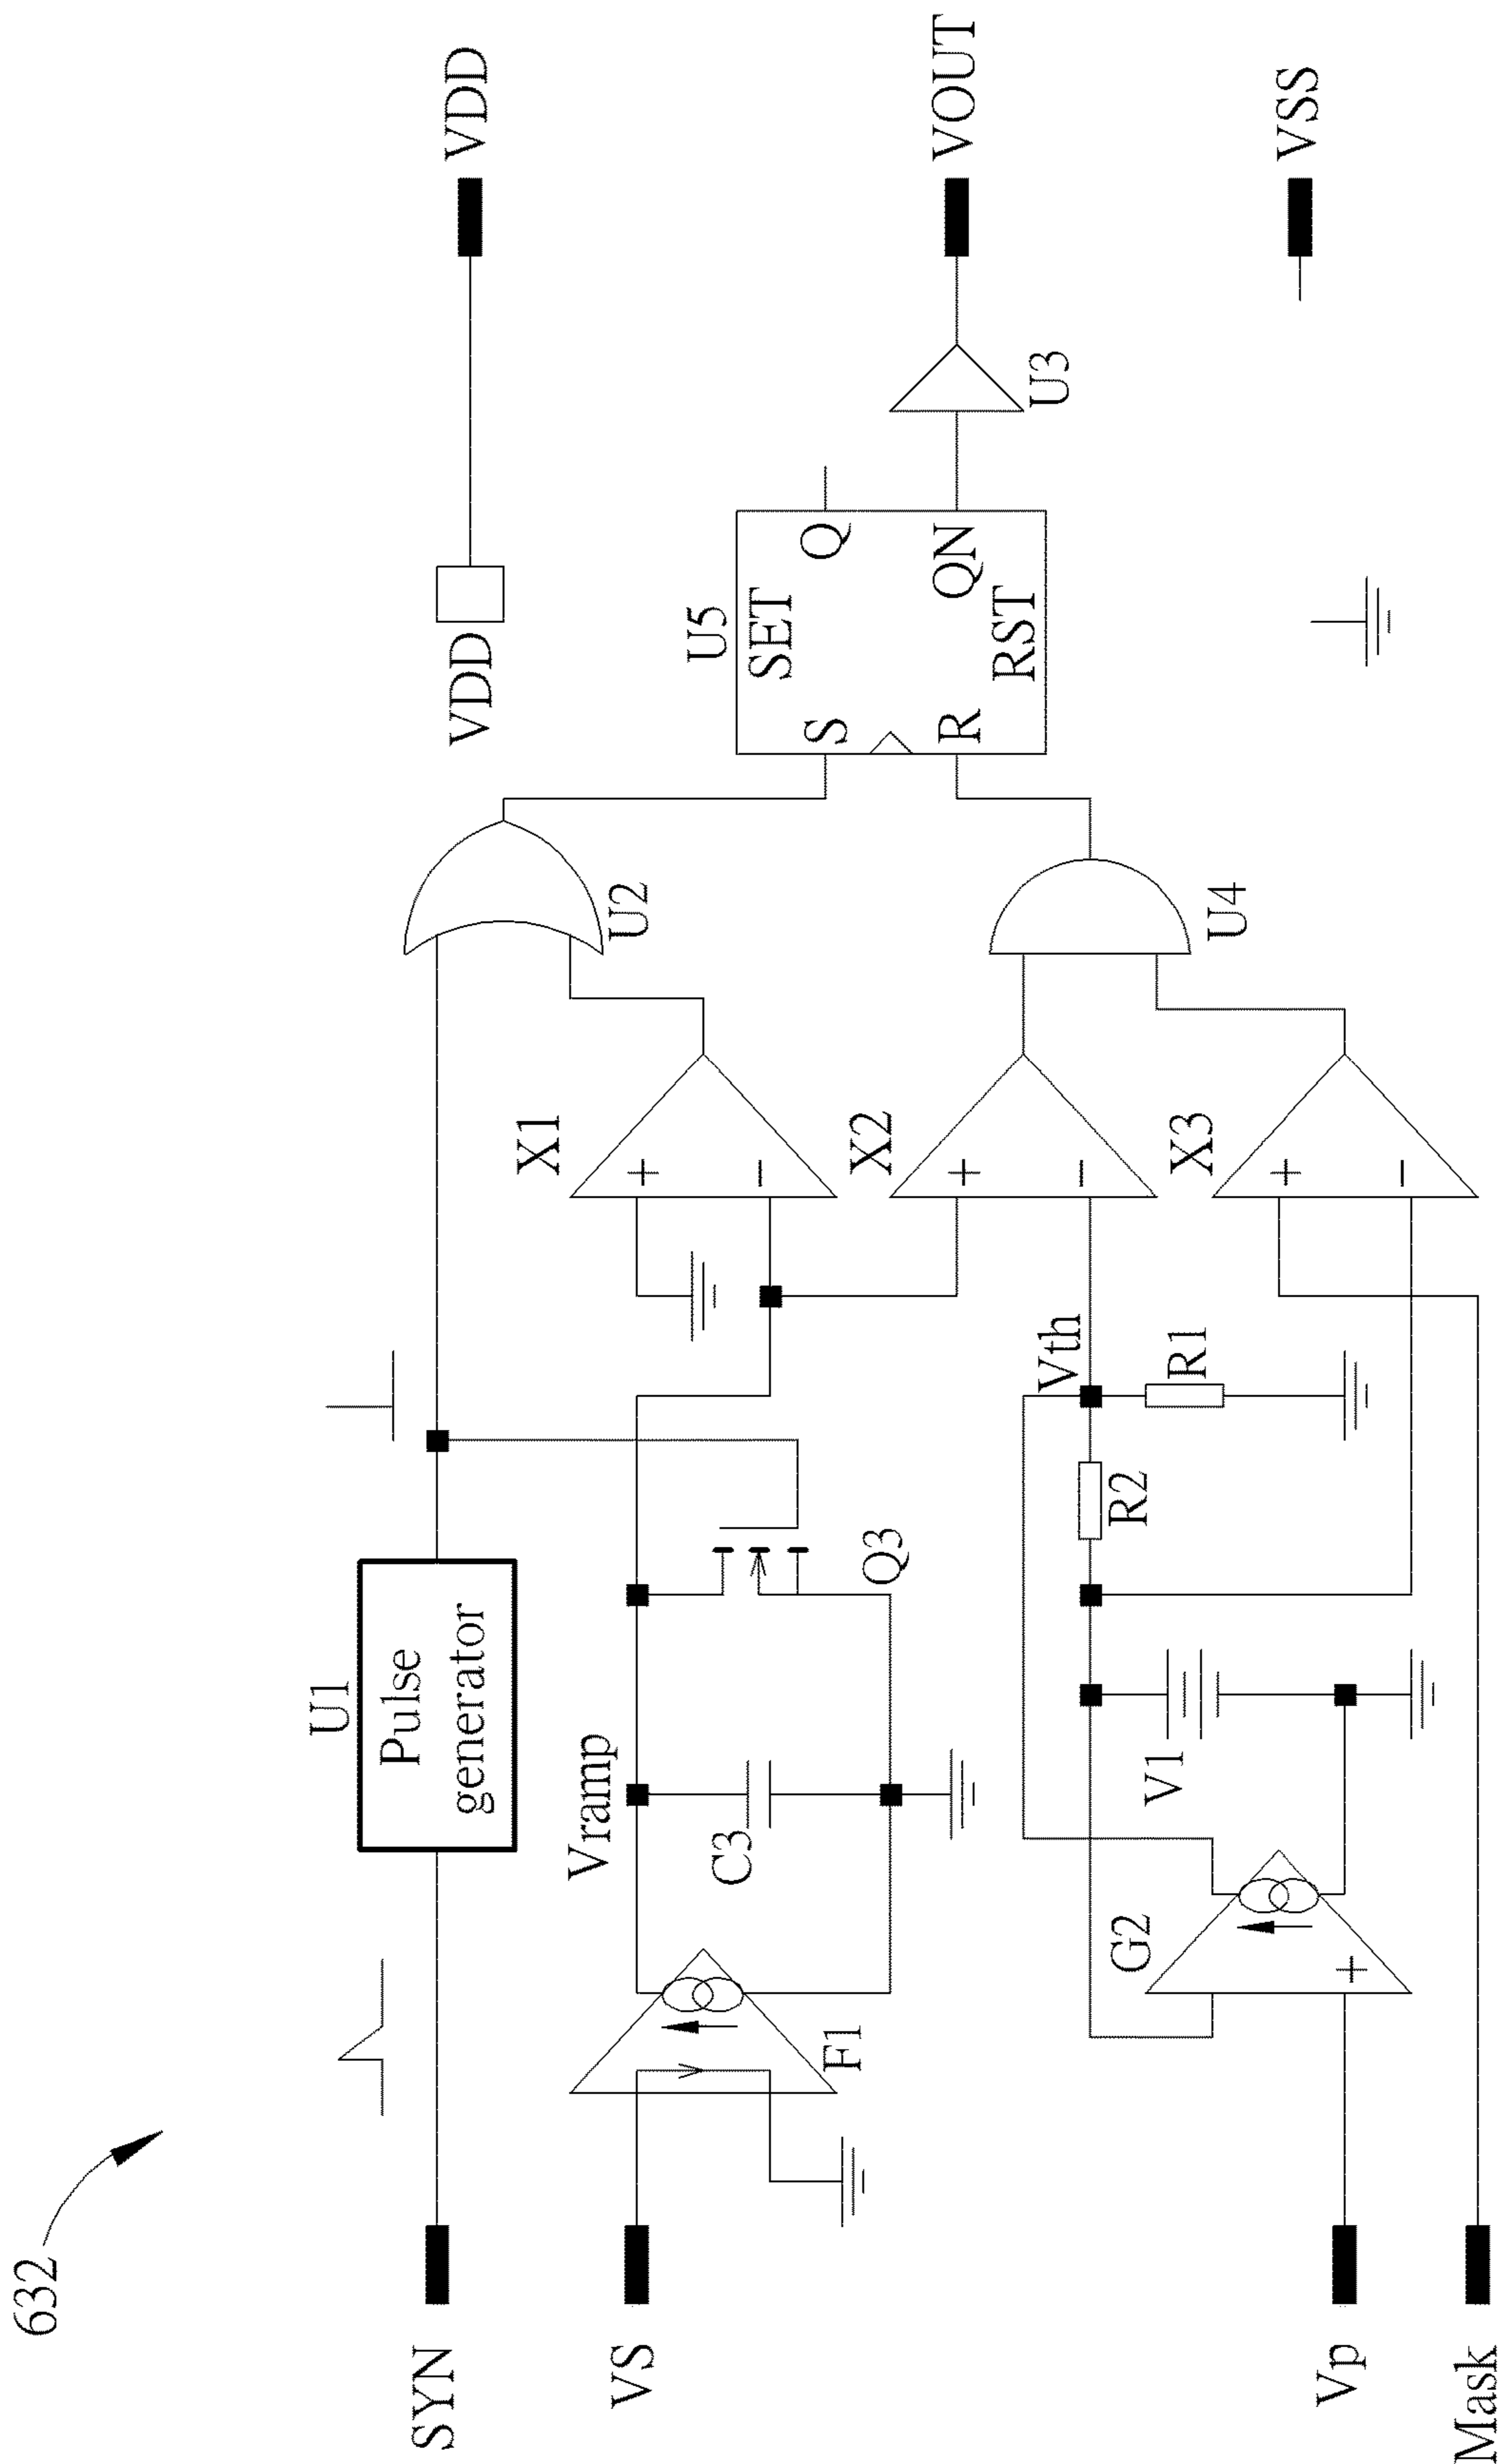 632
SYN
U1
Pulse
generator
VDD
VDD
VS
F1
Vramp
C3
Q3
X1
+
−
U2
U5
SET
S
Q
R
QN
RST
U3
VOUT
X2
+
−
Vth
R2
R1
U4
Vp
G2
+
V1
X3
+
−
VSS
Mask